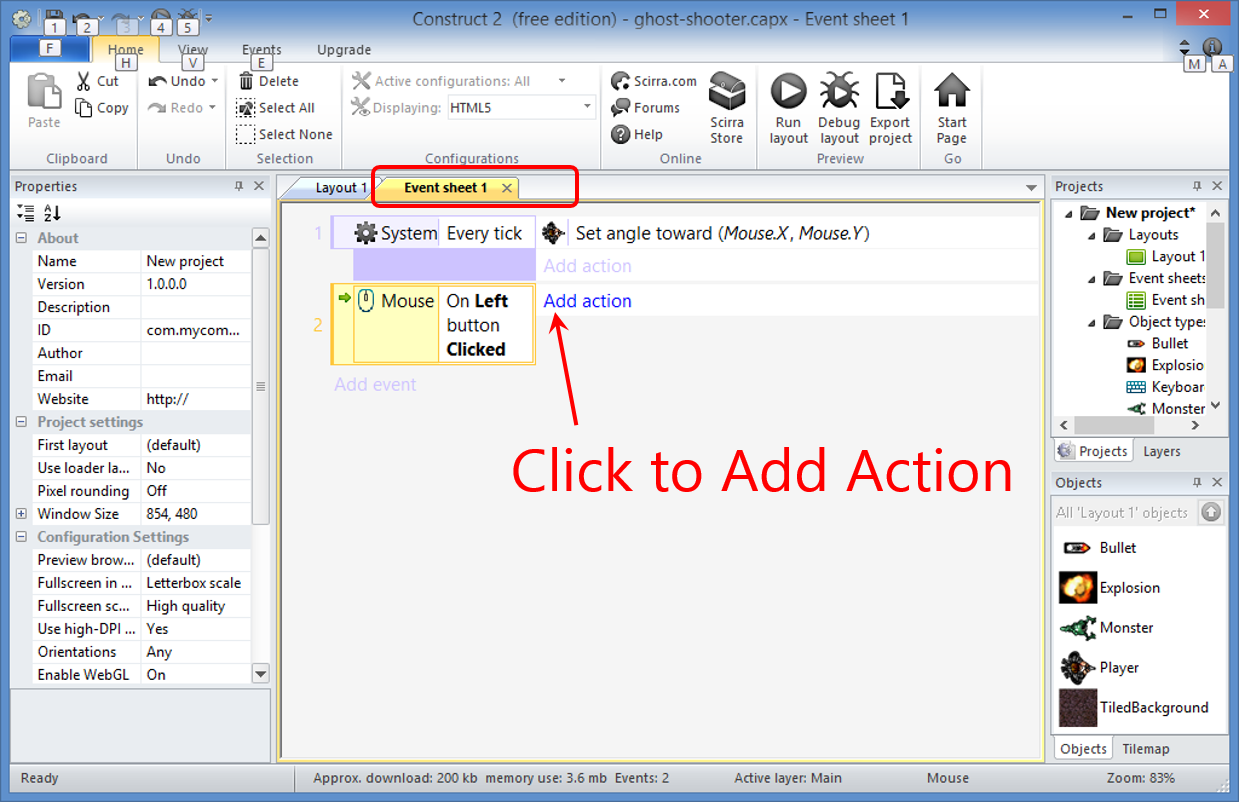 Construct 2 (free edition) - ghost-shooter.capx - Event sheet 1
1 2 3 4 5
F Home View Events Upgrade
H V E M A
Paste
Cut
Copy
Clipboard
Undo
Redo
Undo
Delete
Select All
Select None
Selection
Active configurations: All
Displaying: HTML5
Configurations
Scirra.com
Forums
Help
Scirra
Store
Online
Run
layout
Debug
layout
Export
project
Preview
Start
Page
Go
Properties
A
Z
About
Name New project
Version 1.0.0.0
Description
ID com.mycom...
Author
Email
Website http://
Project settings
First layout (default)
Use loader la... No
Pixel rounding Off
Window Size 854, 480
Configuration Settings
Preview brow... (default)
Fullscreen in ... Letterbox scale
Fullscreen sc... High quality
Use high-DPI ... Yes
Orientations Any
Enable WebGL On
Layout 1 Event sheet 1
1 System Every tick Set angle toward (Mouse.X, Mouse.Y)
Add action
2 Mouse On Left
button
Clicked
Add action
Add event
Click to Add Action
Projects
New project*
Layouts
Layout 1
Event sheets
Event sh
Object types
Bullet
Explosio
Keyboar
Monster
Projects Layers
Objects
All 'Layout 1' objects
Bullet
Explosion
Monster
Player
TiledBackground
Objects Tilemap
Ready Approx. download: 200 kb memory use: 3.6 mb Events: 2 Active layer: Main Mouse Zoom: 83%